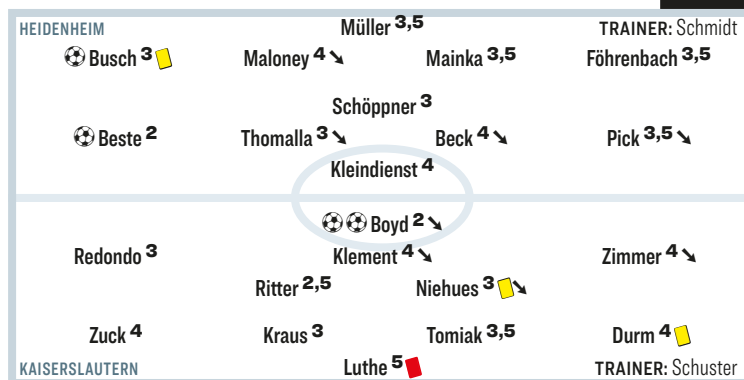 HEIDENHEIM Müller 3,5 TRAINER: Schmidt
Busch 3 Maloney 4 Mainka 3,5 Föhrenbach 3,5
Schöppner 3
Beste 2 Thomalla 3 Beck 4 Pick 3,5
Kleindienst 4
Boyd 2
Redondo 3 Klement 4 Zimmer 4
Ritter 2,5 Niehues 3
Zuck 4 Kraus 3 Tomiak 3,5 Durm 4
KAISERSLAUTERN Luthe 5 TRAINER: Schuster